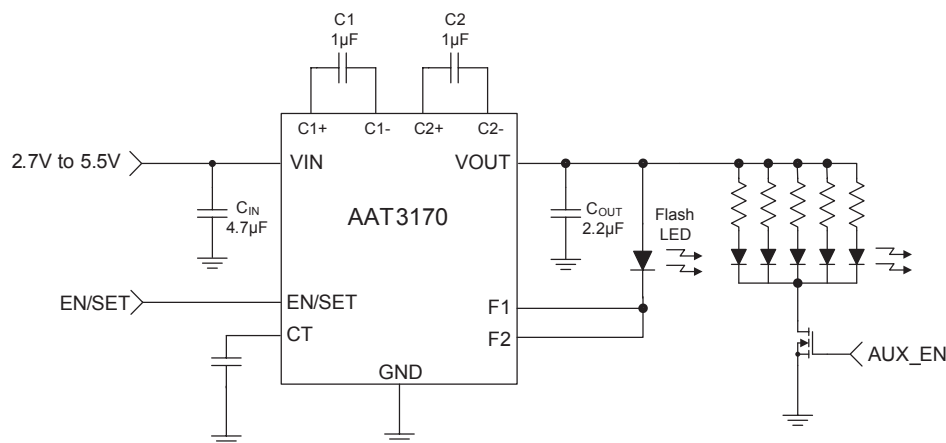 C1
1µF
C2
1µF
C1+
C1-
C2+
C2-
2.7V to 5.5V
VIN
VOUT
AAT3170
CIN
4.7µF
COUT
2.2µF
Flash
LED
EN/SET
EN/SET
F1
CT
F2
GND
AUX_EN